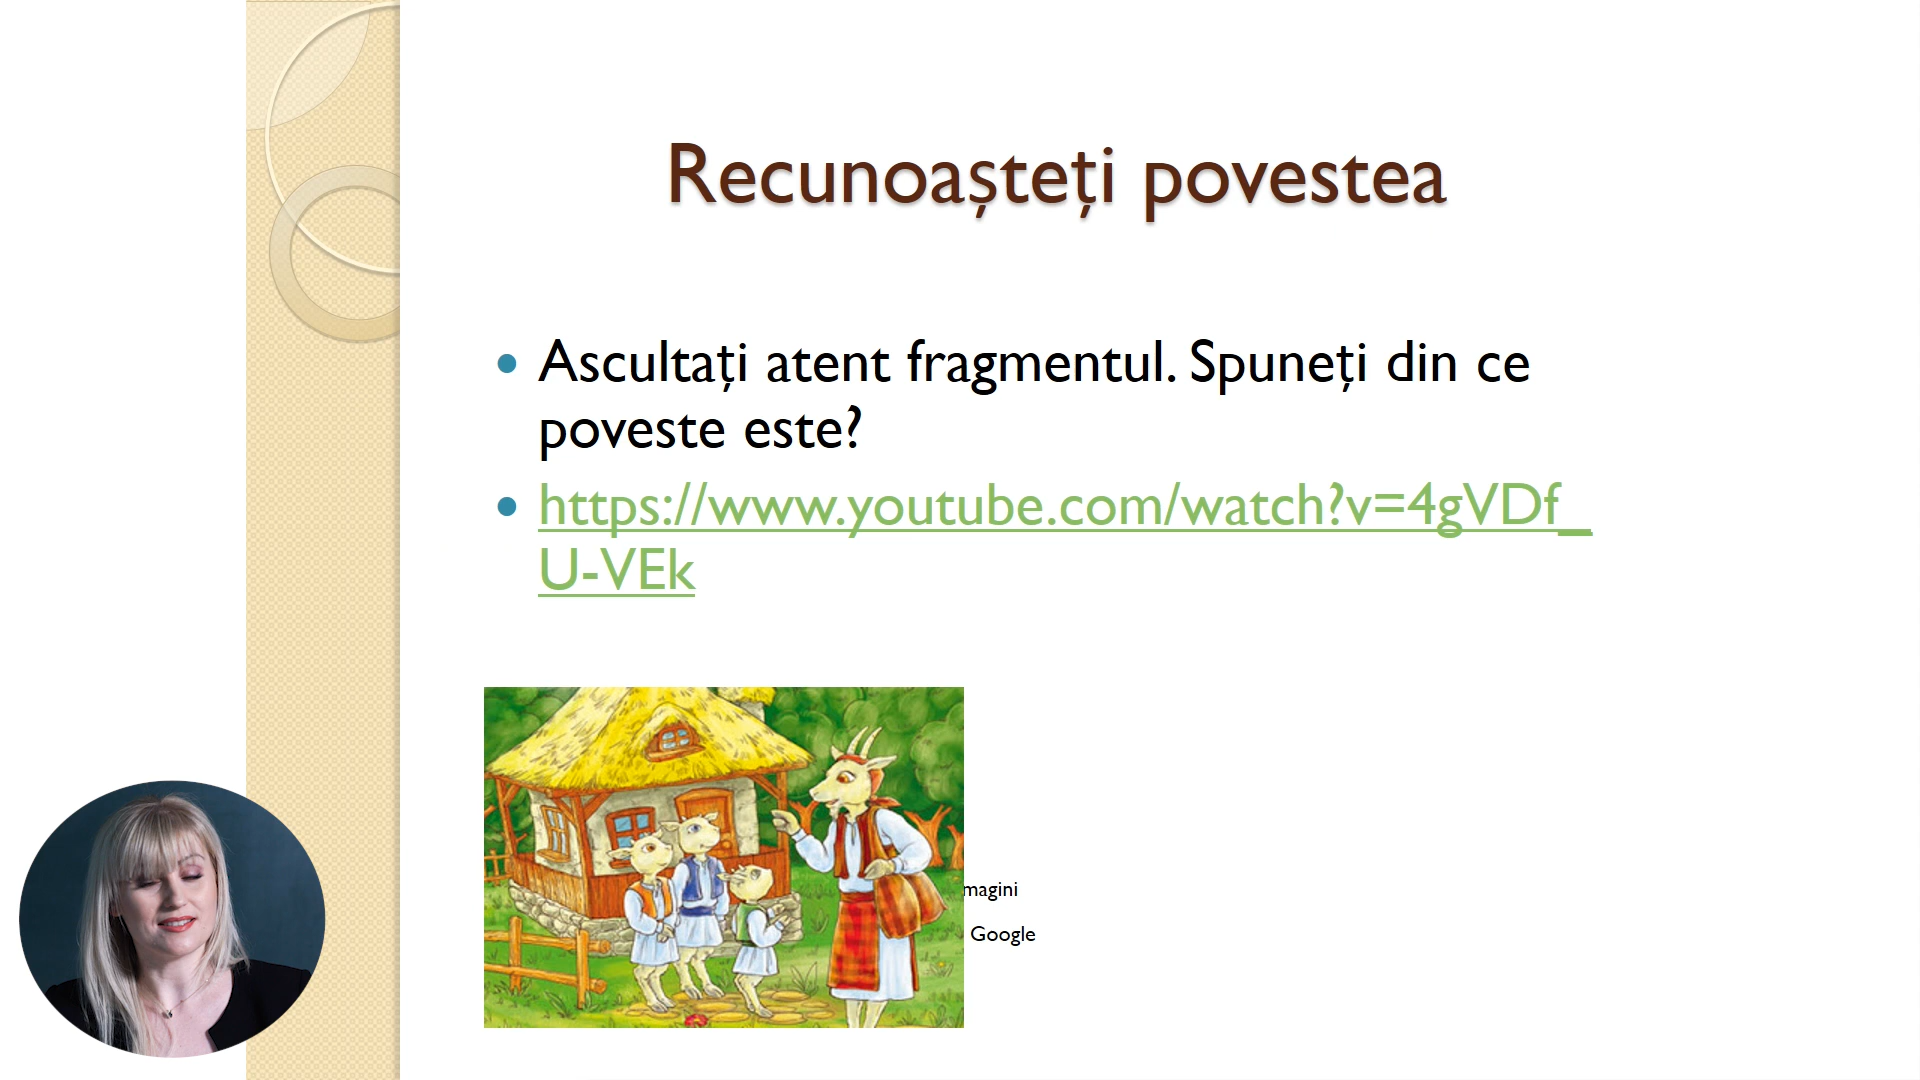 Recunoașteți povestea
Ascultați atent fragmentul. Spuneți din ce
poveste este?
https://www.youtube.com/watch?v=4gVDf_
U-VEk
magini
Google